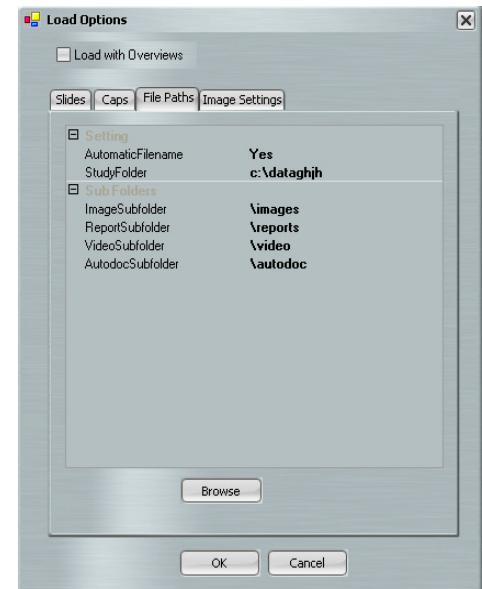 Load Options
Load with Overviews
Slides Caps File Paths Image Settings
Setting
AutomaticFilename Yes
StudyFolder c:\dataghjh
Sub Folders
ImageSubfolder \images
ReportSubfolder \reports
VideoSubfolder \video
AutodocSubfolder \autodoc
Browse
OK Cancel